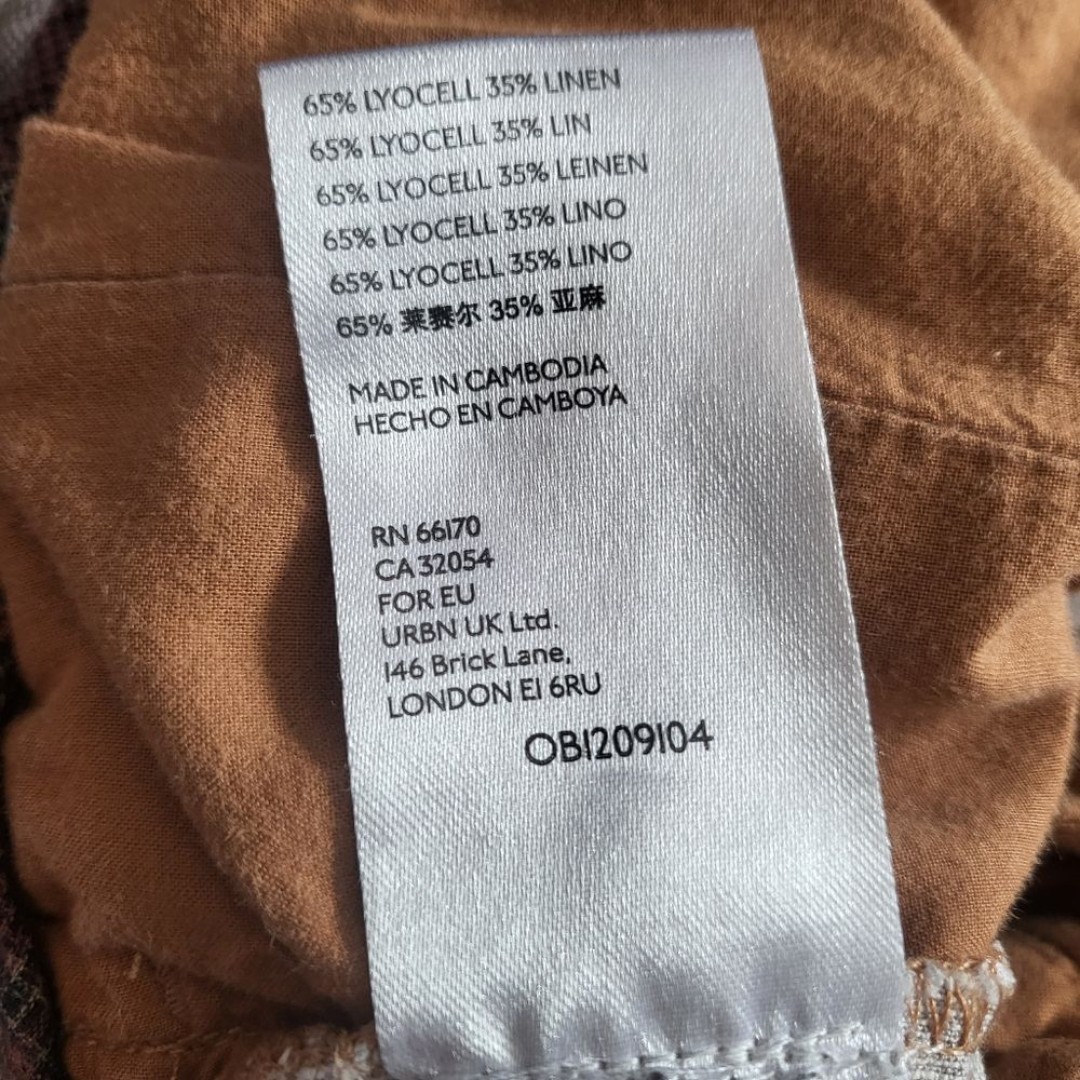 65% LYOCELL 35% LINEN
65% LYOCELL 35% LIN
65% LYOCELL 35% LEINEN
65% LYOCELL 35% LINO
65% LYOCELL 35% LINO
65% 莱赛尔 35% 亚麻
MADE IN CAMBODIA
HECHO EN CAMBOYA
RN 66170
CA 32054
FOR EU
URBN UK Ltd.
146 Brick Lane,
LONDON E1 6RU
OB1209104